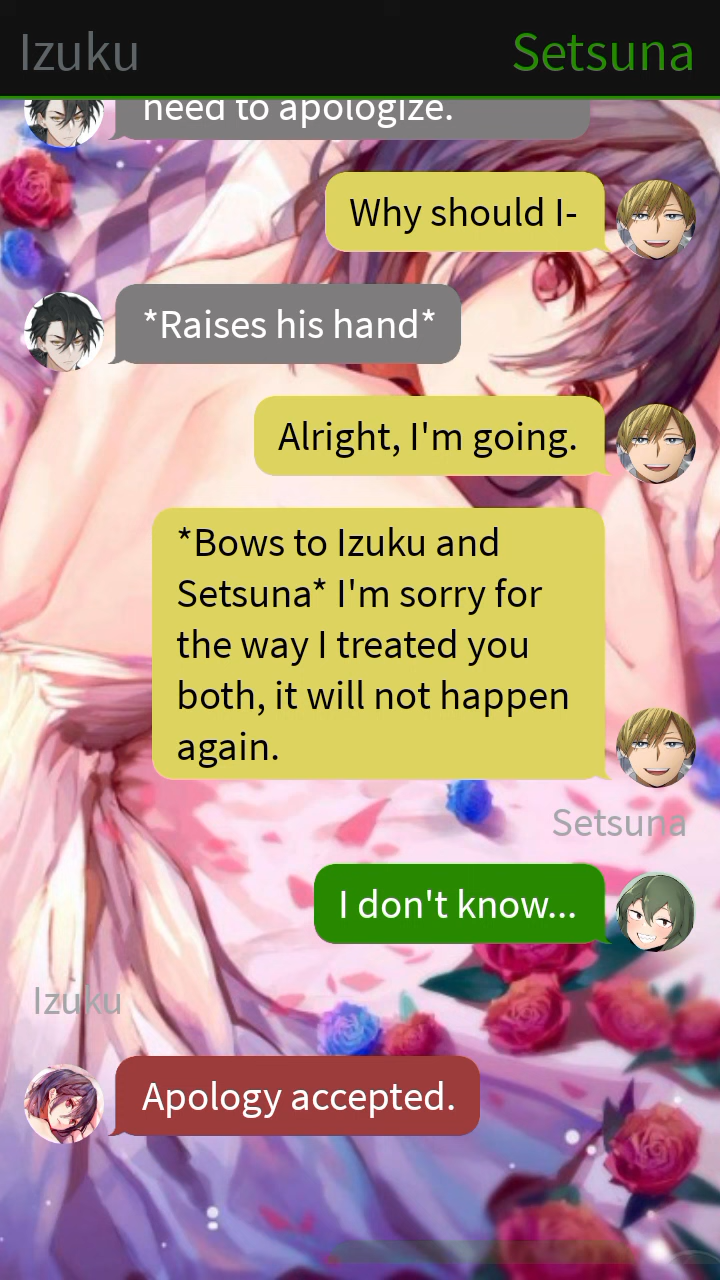 Izuku
Setsuna
need to apologize.
Why should I-
*Raises his hand*
Alright, I'm going.
*Bows to Izuku and
Setsuna* I'm sorry for
the way I treated you
both, it will not happen
again.
Setsuna
I don't know...
Izuku
Apology accepted.